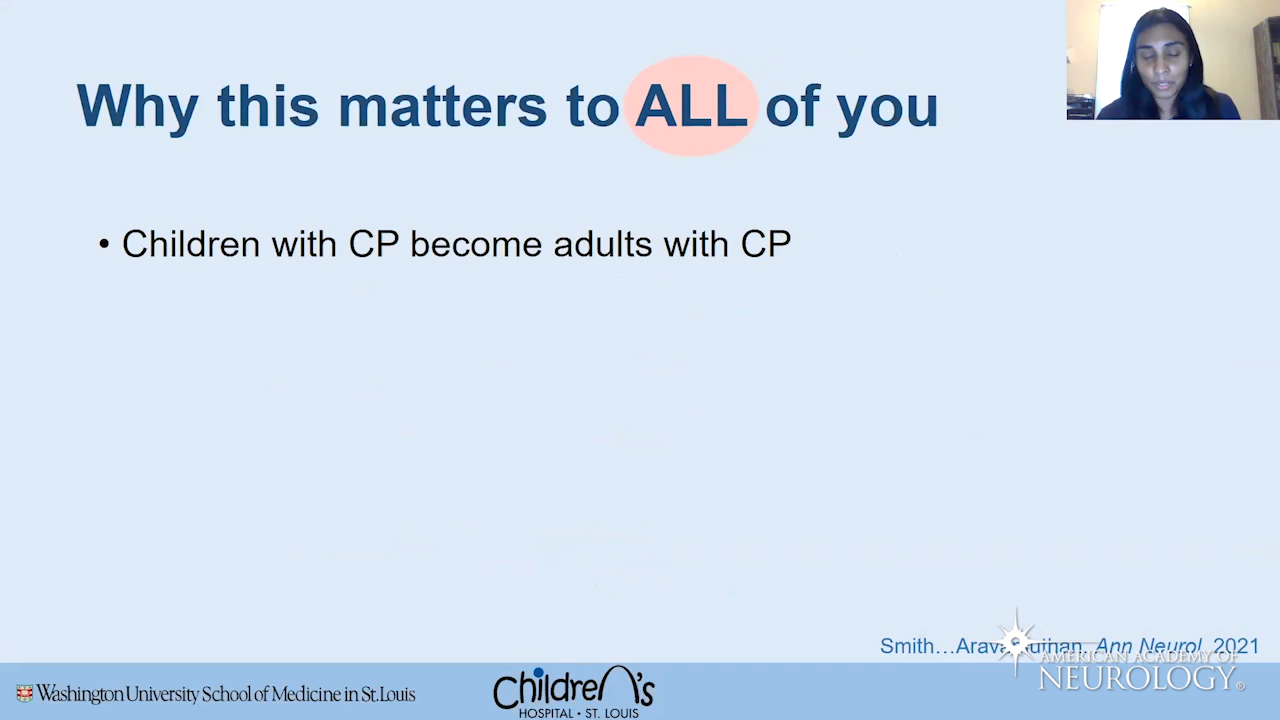 Why this matters to ALL of you
• Children with CP become adults with CP
Smith… Ann Neurol, 2021
AMERICAN ACADEMY OF
NEUROLOGY®
Washington University School of Medicine in St. Louis
Children's
HOSPITAL • ST. LOUIS